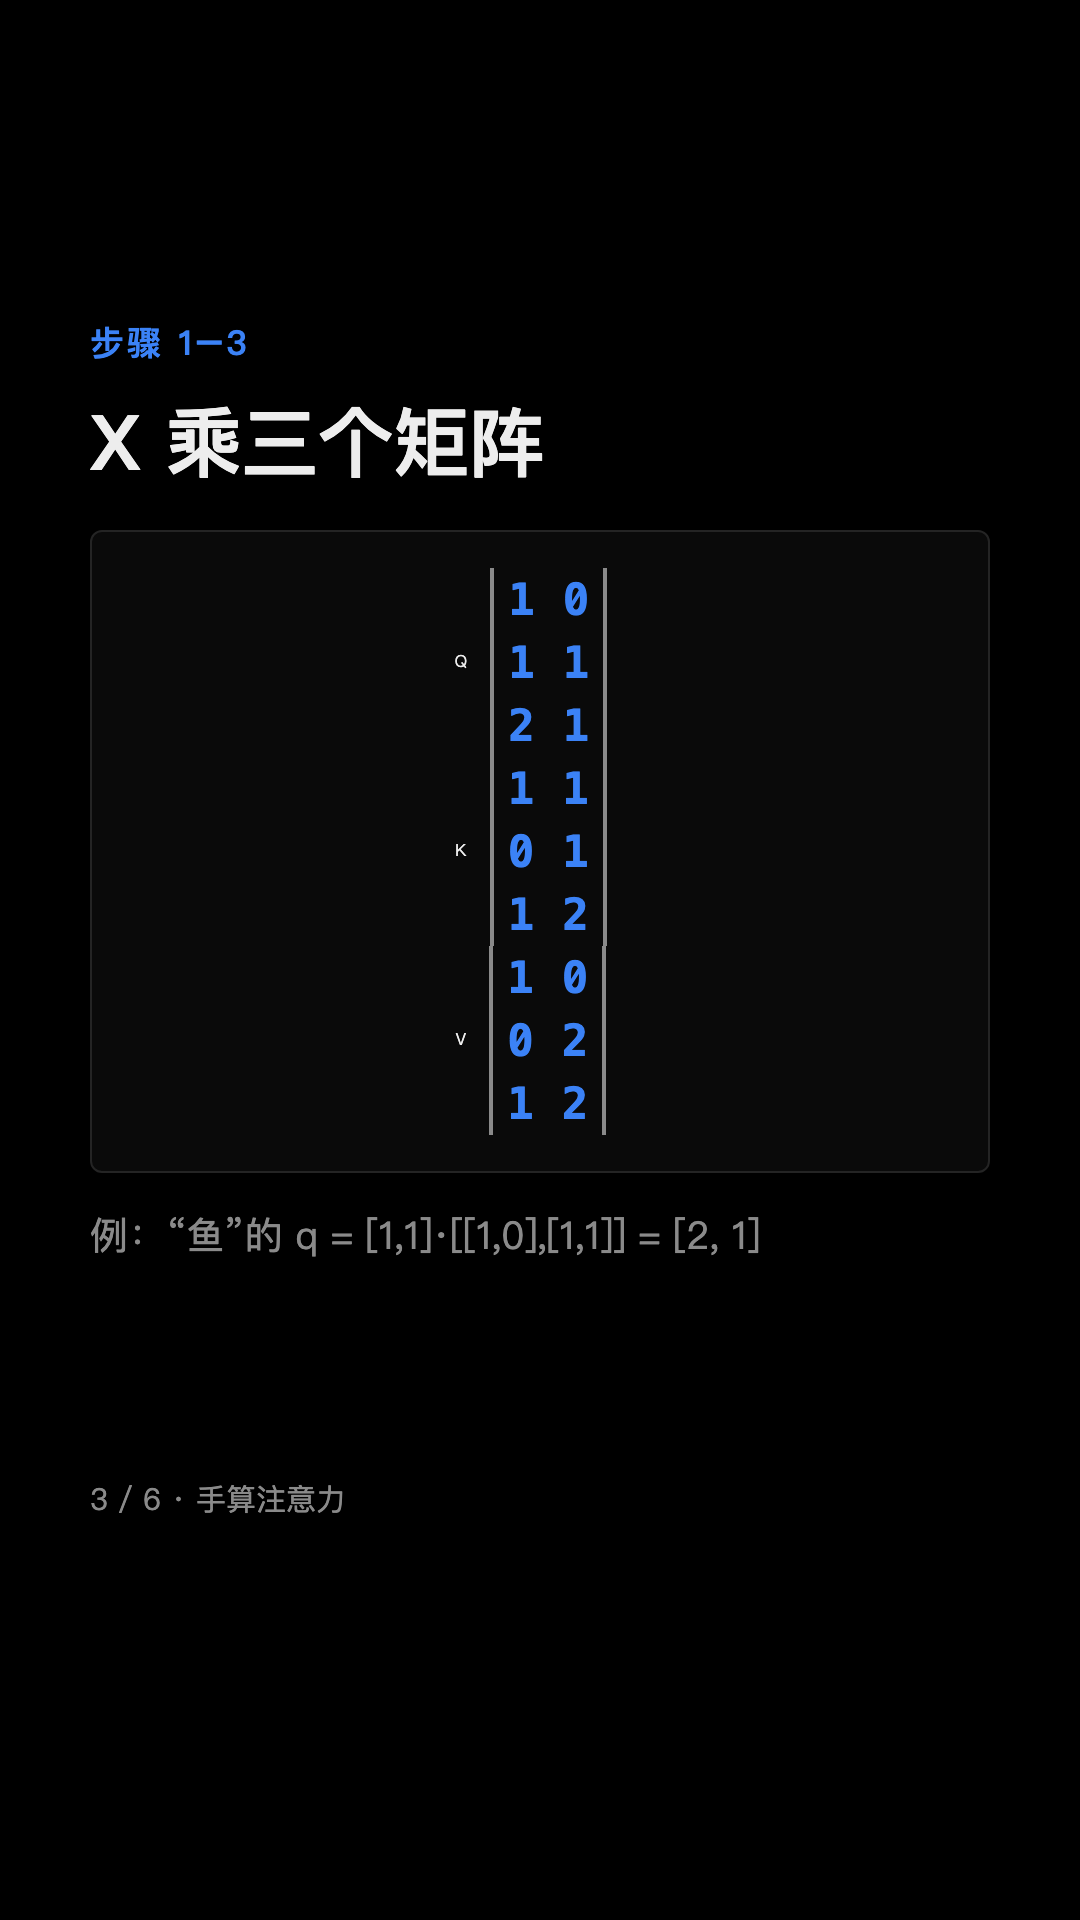 步骤 1—3
X 乘三个矩阵
1 0
Q 1 1
2 1
1 1
K 0 1
1 2
1 0
V 0 2
1 2
例：“鱼”的 q = [1,1]·[[1,0],[1,1]] = [2, 1]
3 / 6 · 手算注意力